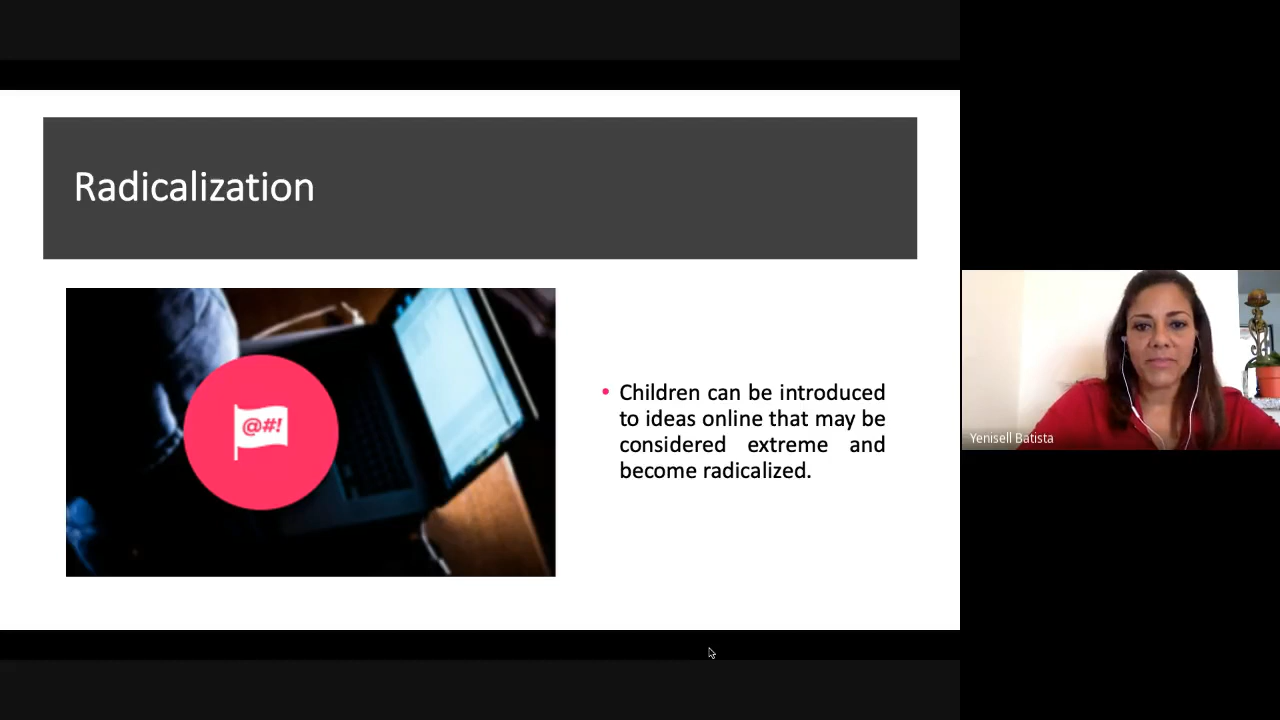 Radicalization
@#!
• Children can be introduced
to ideas online that may be
considered extreme and
become radicalized.
Yenisell Batista